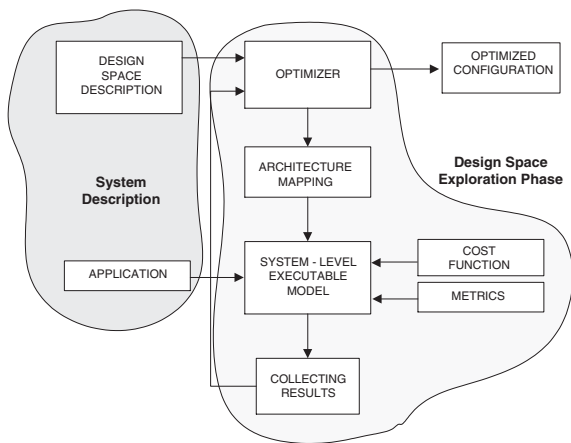 DESIGN
SPACE
DESCRIPTION
OPTIMIZER
OPTIMIZED
CONFIGURATION
ARCHITECTURE
MAPPING
Design Space
Exploration Phase
System
Description
APPLICATION
SYSTEM - LEVEL
EXECUTABLE
MODEL
COST
FUNCTION
METRICS
COLLECTING
RESULTS